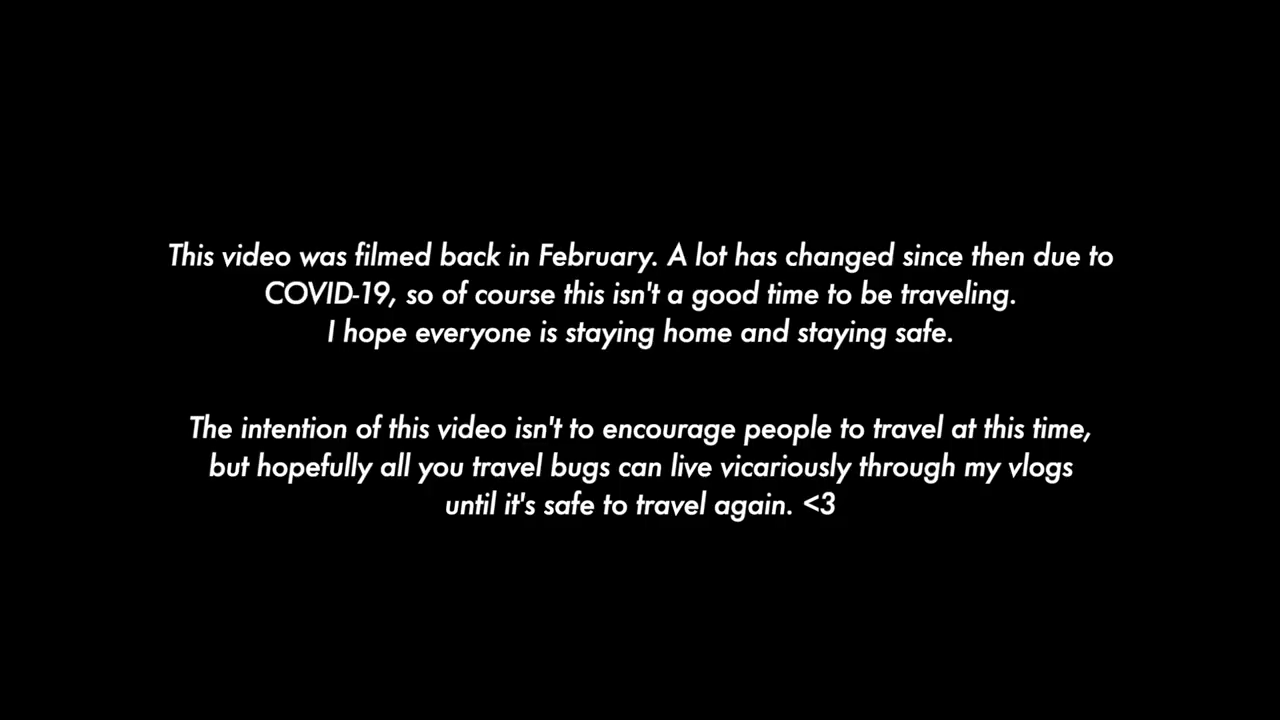 This video was filmed back in February. A lot has changed since then due to
COVID-19, so of course this isn't a good time to be traveling.
I hope everyone is staying home and staying safe.
The intention of this video isn't to encourage people to travel at this time,
but hopefully all you travel bugs can live vicariously through my vlogs
until it's safe to travel again. <3